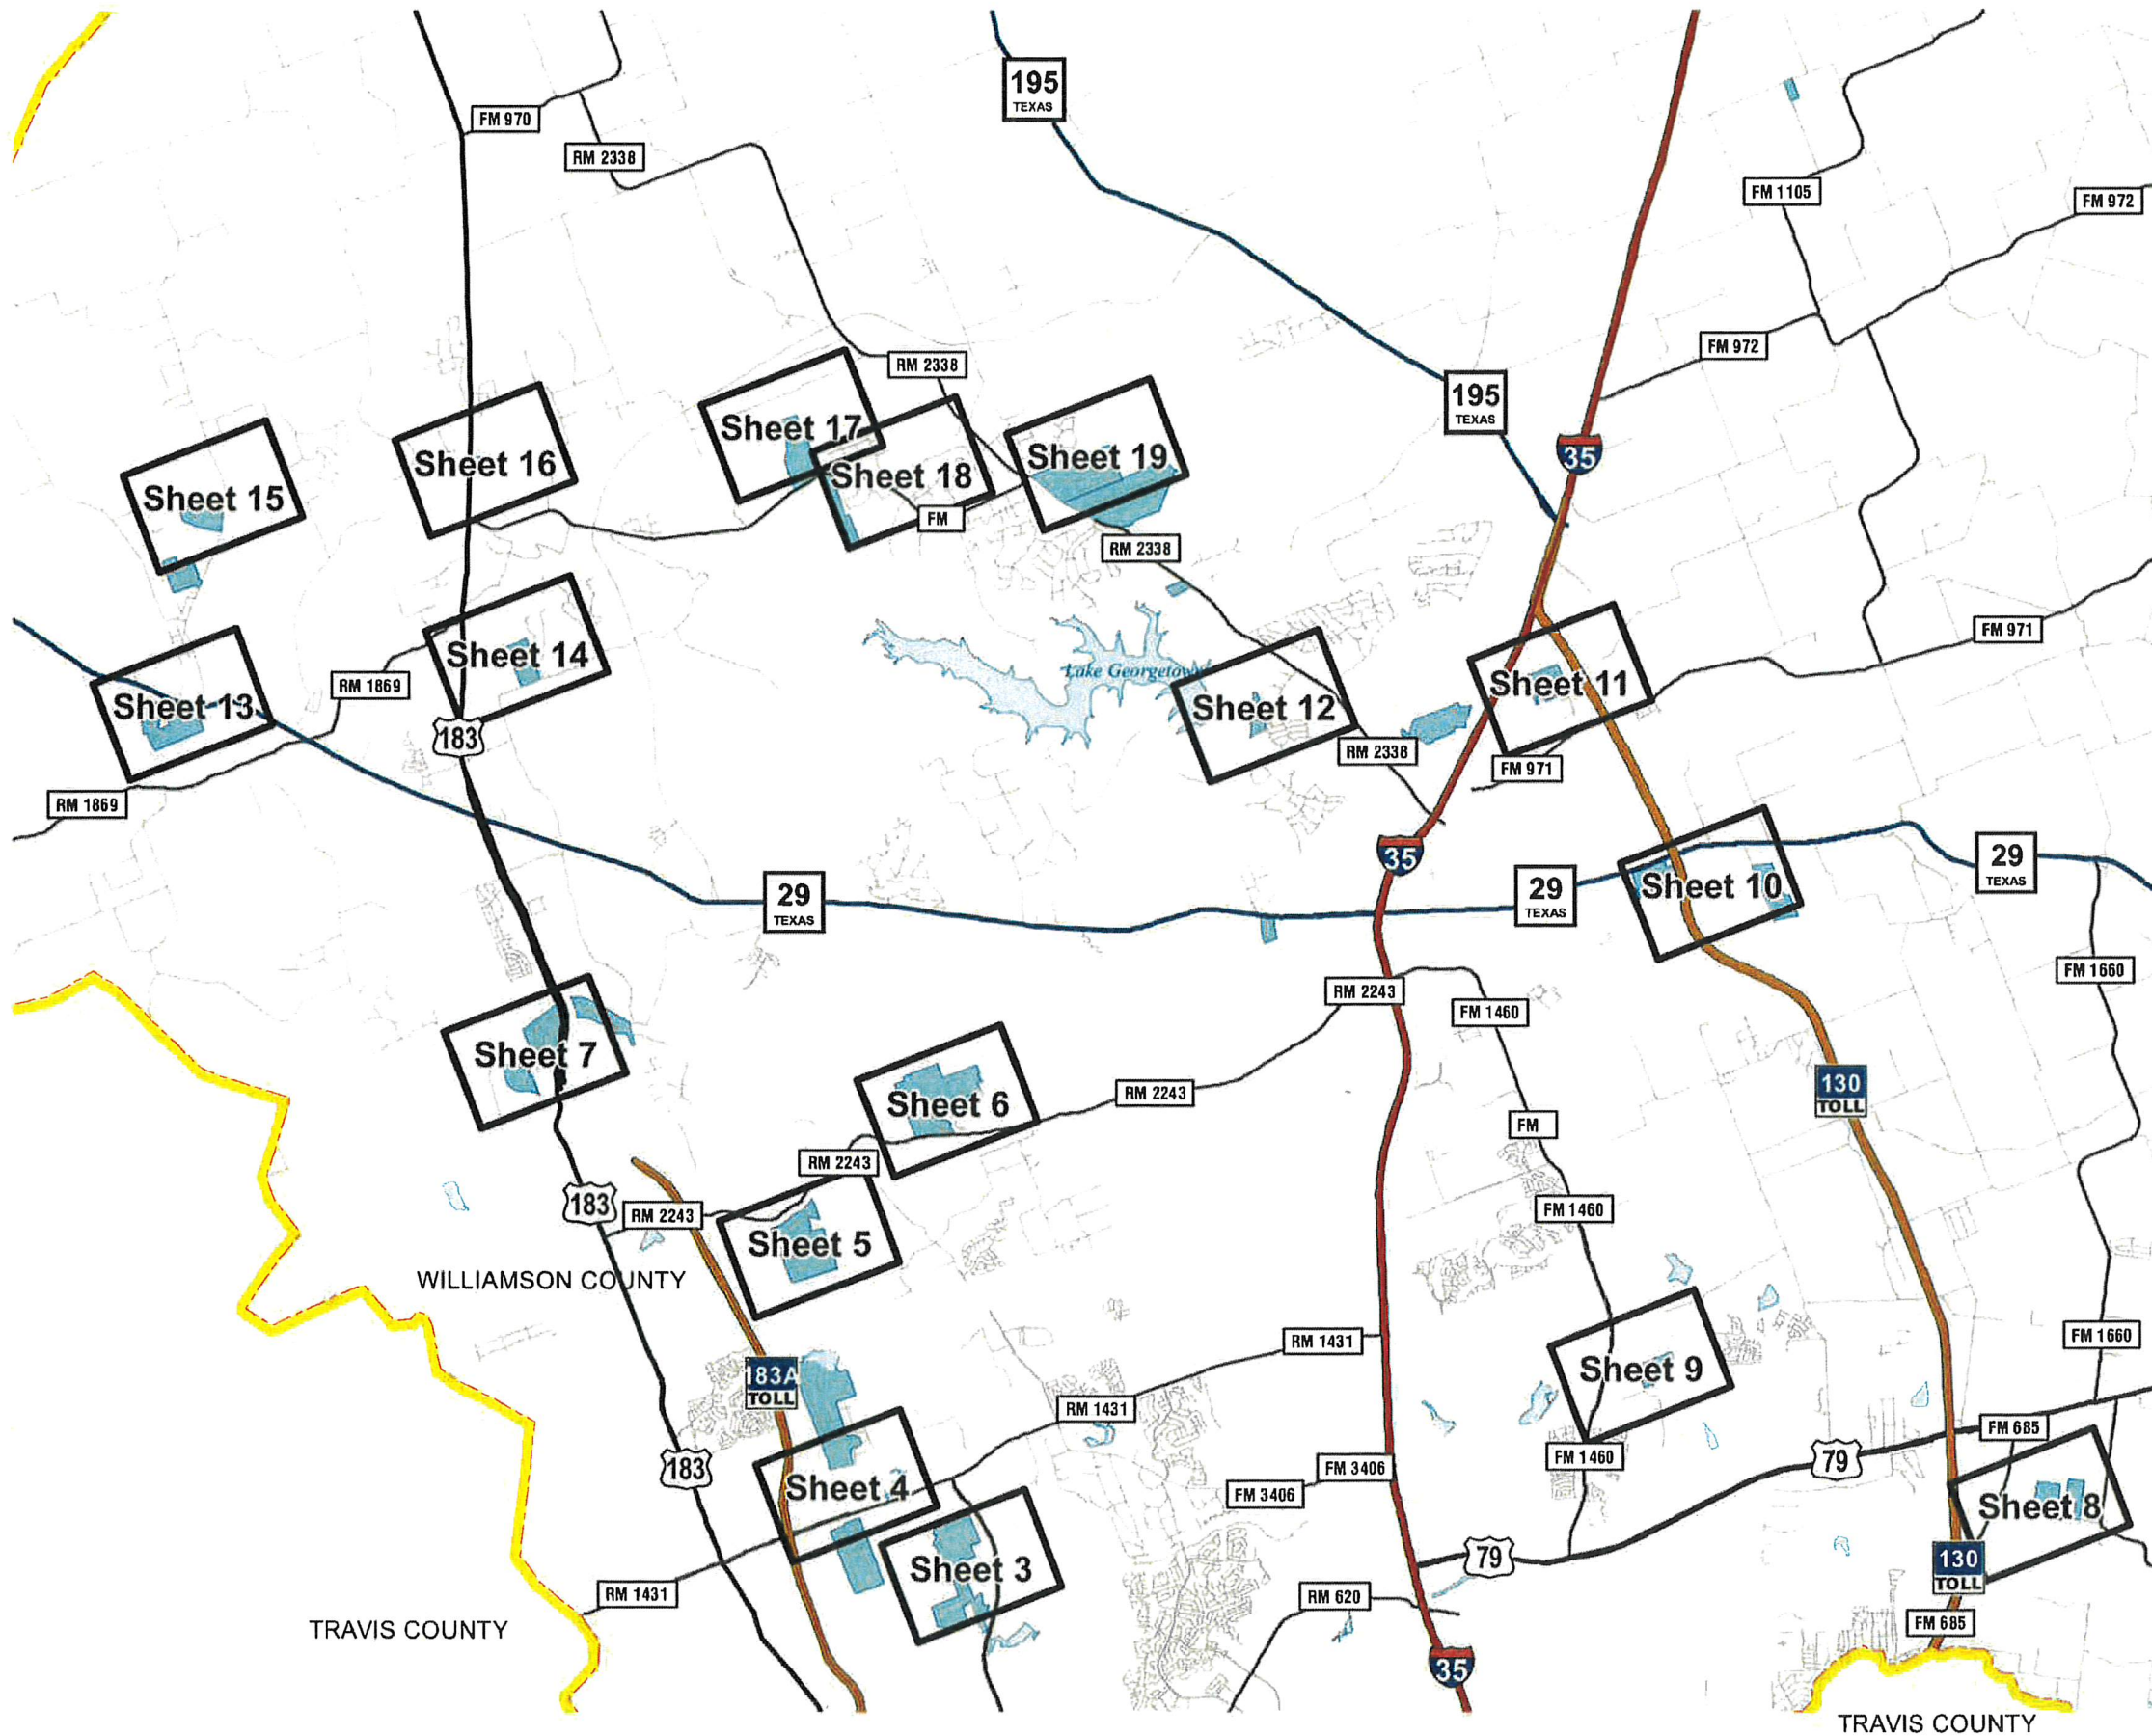 195
TEXAS
FM 970
RM 2338
FM 1105
FM 972
FM 972
RM 2338
195
TEXAS
35
Sheet 17
Sheet 16
Sheet 18
Sheet 19
Sheet 15
FM
RM 2338
FM 971
Sheet 14
Lake Georgetown
Sheet 11
RM 1869
Sheet 13
Sheet 12
183
RM 2338
FM 971
RM 1869
35
29
TEXAS
29
TEXAS
Sheet 10
29
TEXAS
FM 1660
RM 2243
FM 1460
Sheet 7
Sheet 6
RM 2243
130
TOLL
FM
RM 2243
183
RM 2243
FM 1460
Sheet 5
WILLIAMSON COUNTY
RM 1431
FM 1660
183A
TOLL
Sheet 9
RM 1431
FM 685
FM 1460
79
183
FM 3406
Sheet 4
FM 3406
Sheet 8
79
130
TOLL
Sheet 3
RM 1431
RM 620
FM 685
TRAVIS COUNTY
35
TRAVIS COUNTY